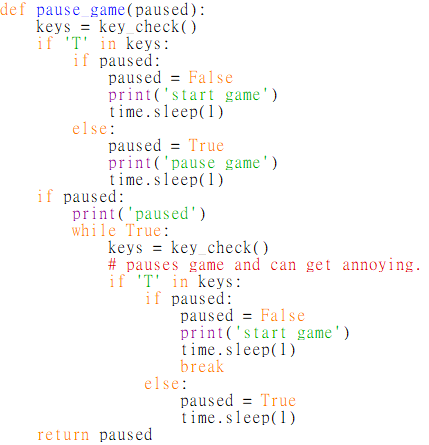 def pause_game(paused):
    keys = key_check()
    if 'T' in keys:
        if paused:
            paused = False
            print('start game')
            time.sleep(1)
        else:
            paused = True
            print('pause game')
            time.sleep(1)
    if paused:
        print('paused')
        while True:
            keys = key_check()
            # pauses game and can get annoying.
            if 'T' in keys:
                if paused:
                    paused = False
                    print('start game')
                    time.sleep(1)
                    break
                else:
                    paused = True
                    time.sleep(1)
    return paused